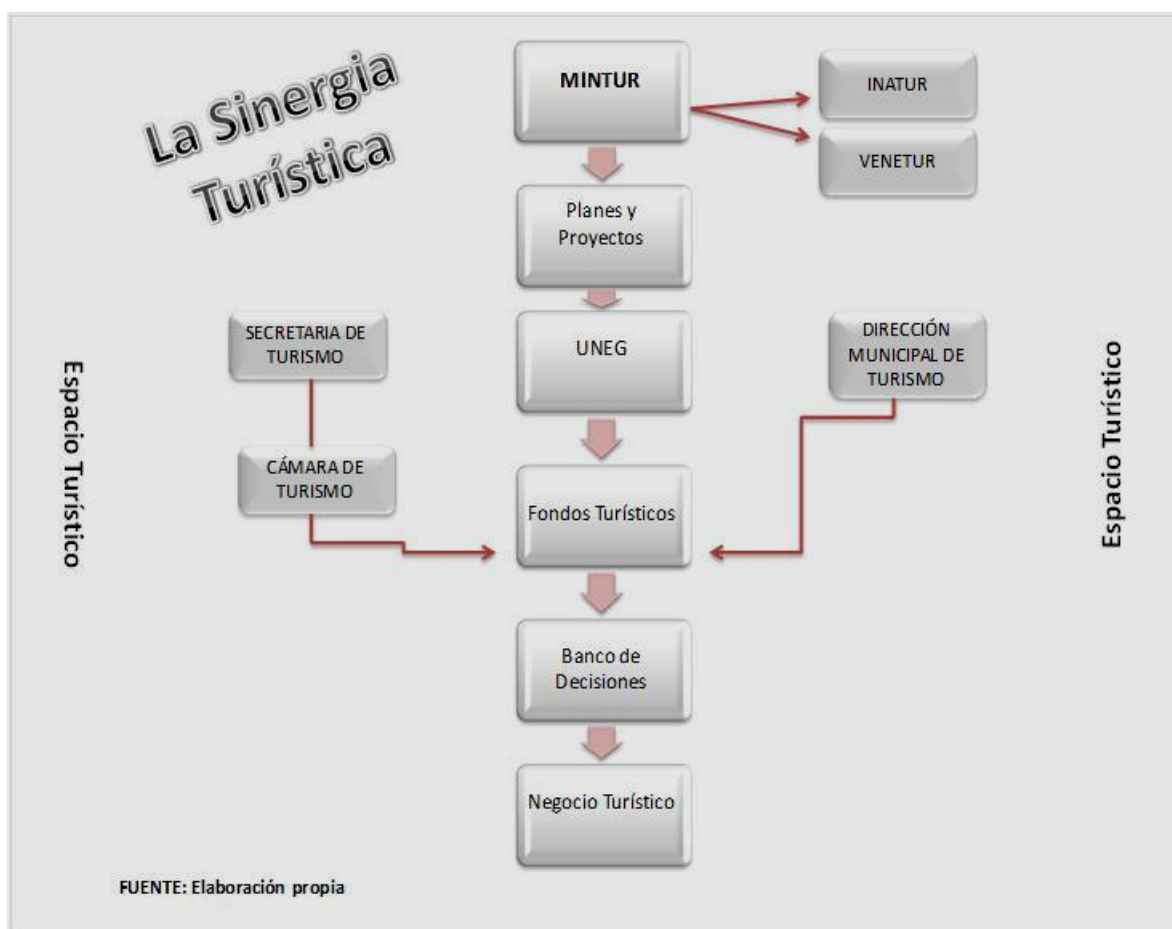 La Sinergia
Turística
MINTUR
INATUR
VENETUR
Planes y
Proyectos
SECRETARIA DE
TURISMO
UNEG
DIRECCIÓN
MUNICIPAL DE
TURISMO
Espacio Turístico
Espacio Turístico
CÁMARA DE
TURISMO
Fondos Turísticos
Banco de
Decisiones
Negocio Turístico
FUENTE: Elaboración propia